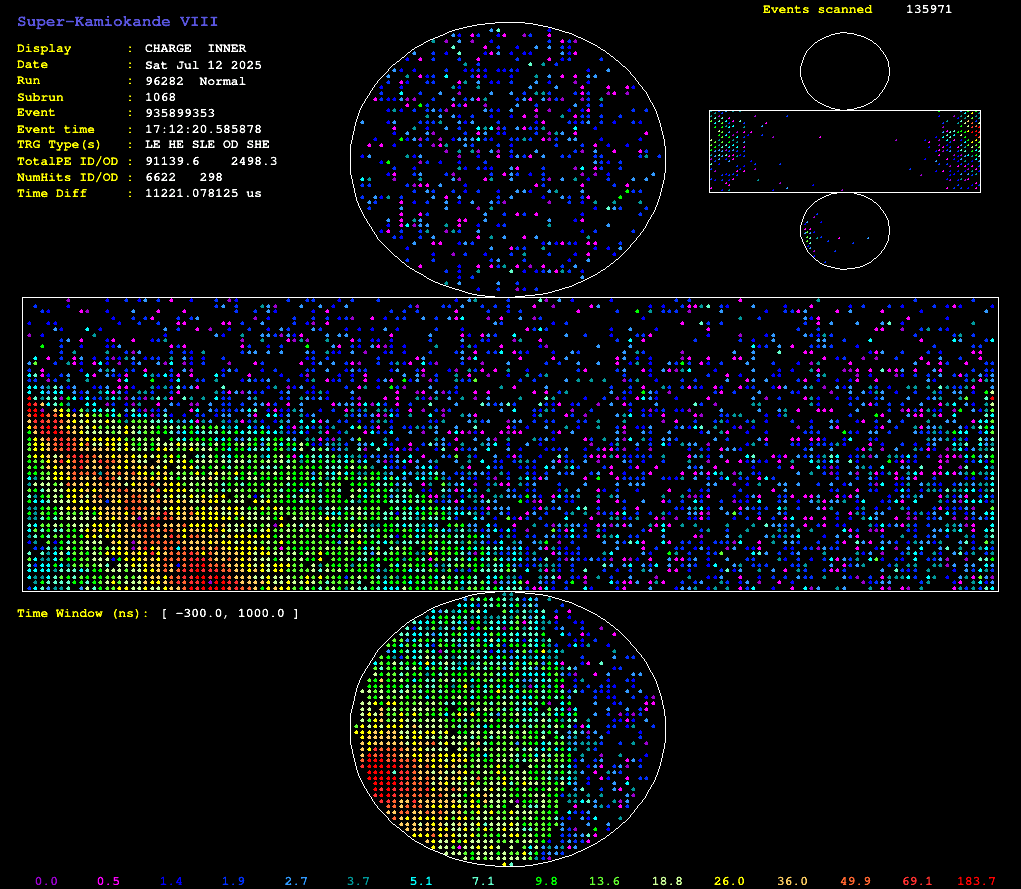 Super-Kamiokande VIII
Events scanned 135971
Display : CHARGE INNER
Date : Sat Jul 12 2025
Run : 96282 Normal
Subrun : 1068
Event : 935899353
Event time : 17:12:20.585878
TRG Type(s) : LE HE SLE OD SHE
TotalPE ID/OD : 91139.6 2498.3
NumHits ID/OD : 6622 298
Time Diff : 11221.078125 us
Time Window (ns): [ -300.0, 1000.0 ]
0.0 0.5 1.4 1.9 2.7 3.7 5.1 7.1 9.8 13.6 18.8 26.0 36.0 49.9 69.1 183.7